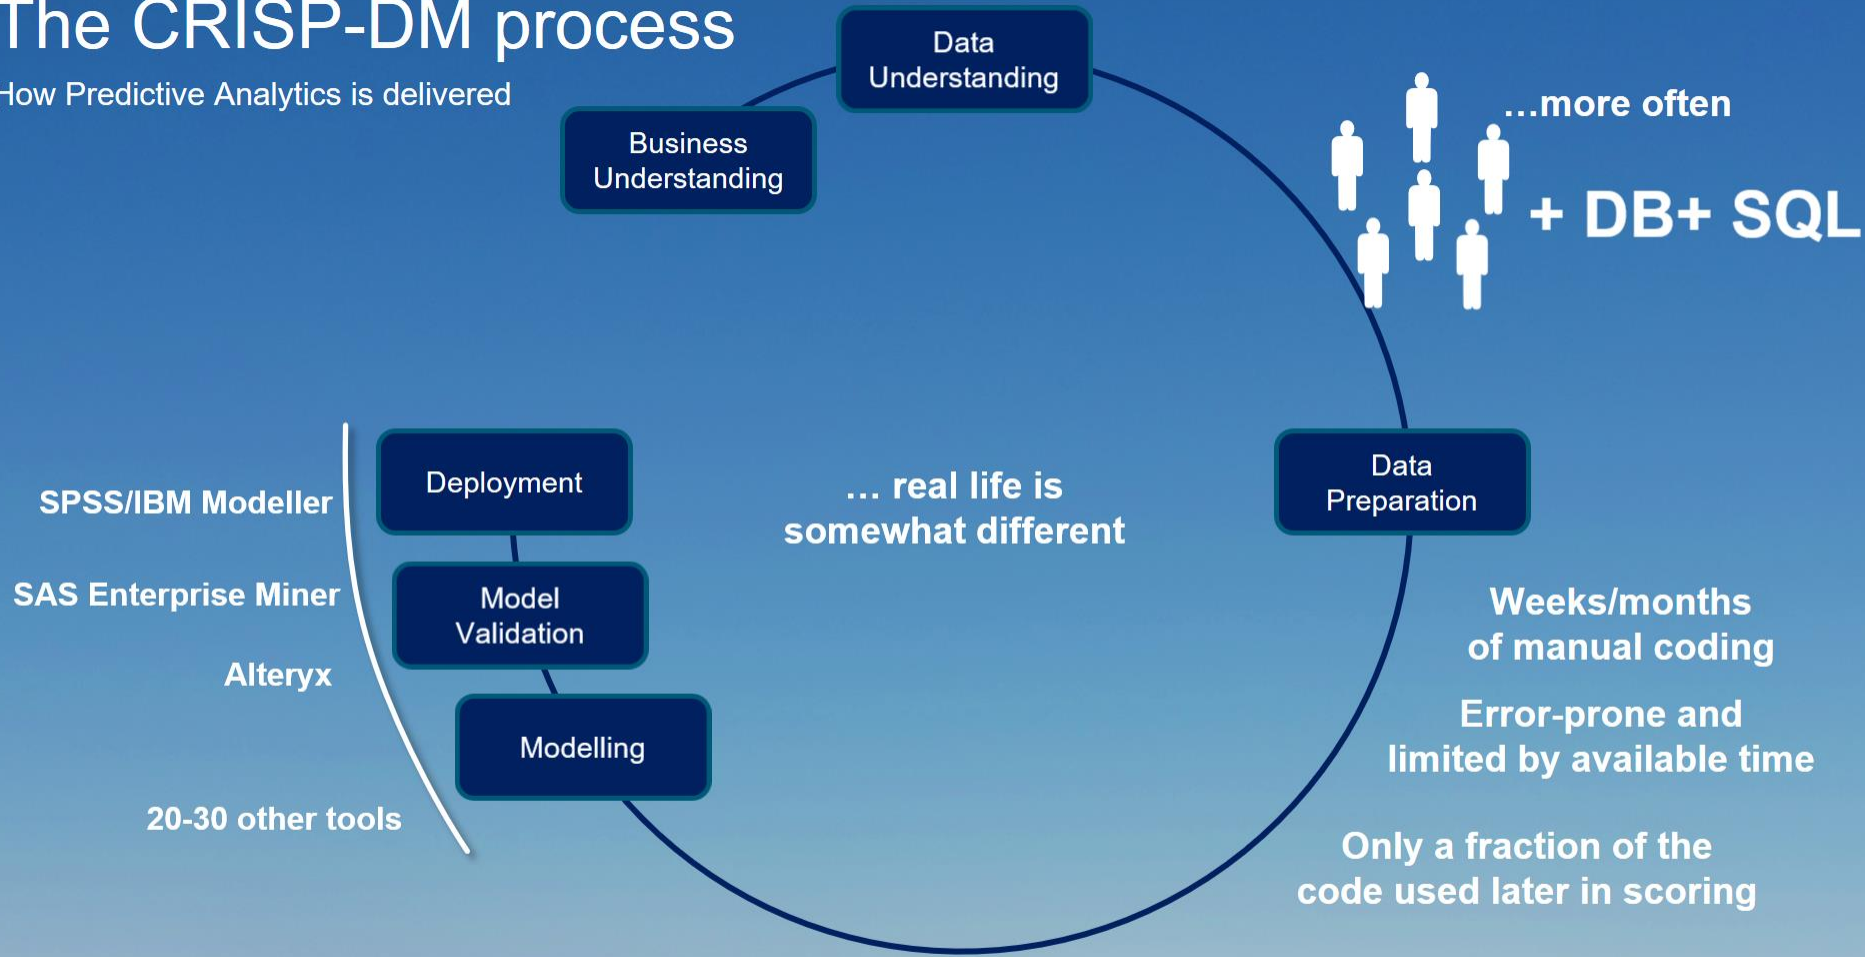 The CRISP-DM process
How Predictive Analytics is delivered
Data
Understanding
Business
Understanding
…more often
+ DB+ SQL
Deployment
Model
Validation
Modelling
SPSS/IBM Modeller
SAS Enterprise Miner
Alteryx
20-30 other tools
… real life is
somewhat different
Data
Preparation
Weeks/months
of manual coding
Error-prone and
limited by available time
Only a fraction of the
code used later in scoring